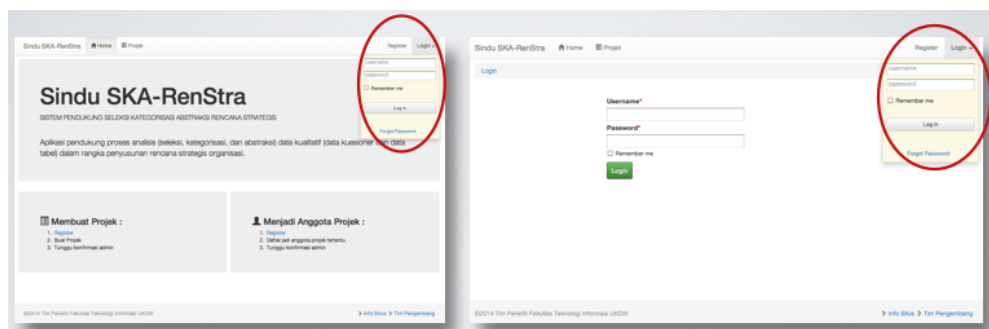 Sindu SKA-RenStra Home Projek Register Login
username
password
Remember me
Log in
Forgot Password
Sindu SKA-RenStra
SISTEM PENDUKUNG SELEKSI KATEGORISASI ABSTRAKSI RENCANA STRATEGIS
Aplikasi pendukung proses analisis (seleksi, kategorisasi, dan abstraksi) data kualitatif (data kuesioner dan data
tabel) dalam rangka penyusunan rencana strategis organisasi.
Membuat Projek :
1. Register
2. Buat Projek
3. Tunggu konfirmasi admin
Menjadi Anggota Projek :
1. Register
2. Daftar jadi anggota projek tertentu
3. Tunggu konfirmasi admin
©2014 Tim Peneliti Fakultas Teknologi Informasi UKDW Info Situs Tim Pengembang
Sindu SKA-RenStra Home Projek Register Login
Login
username
password
Remember me
Log in
Forgot Password
Username*
Password*
Remember me
Login
©2014 Tim Peneliti Fakultas Teknologi Informasi UKDW Info Situs Tim Pengembang